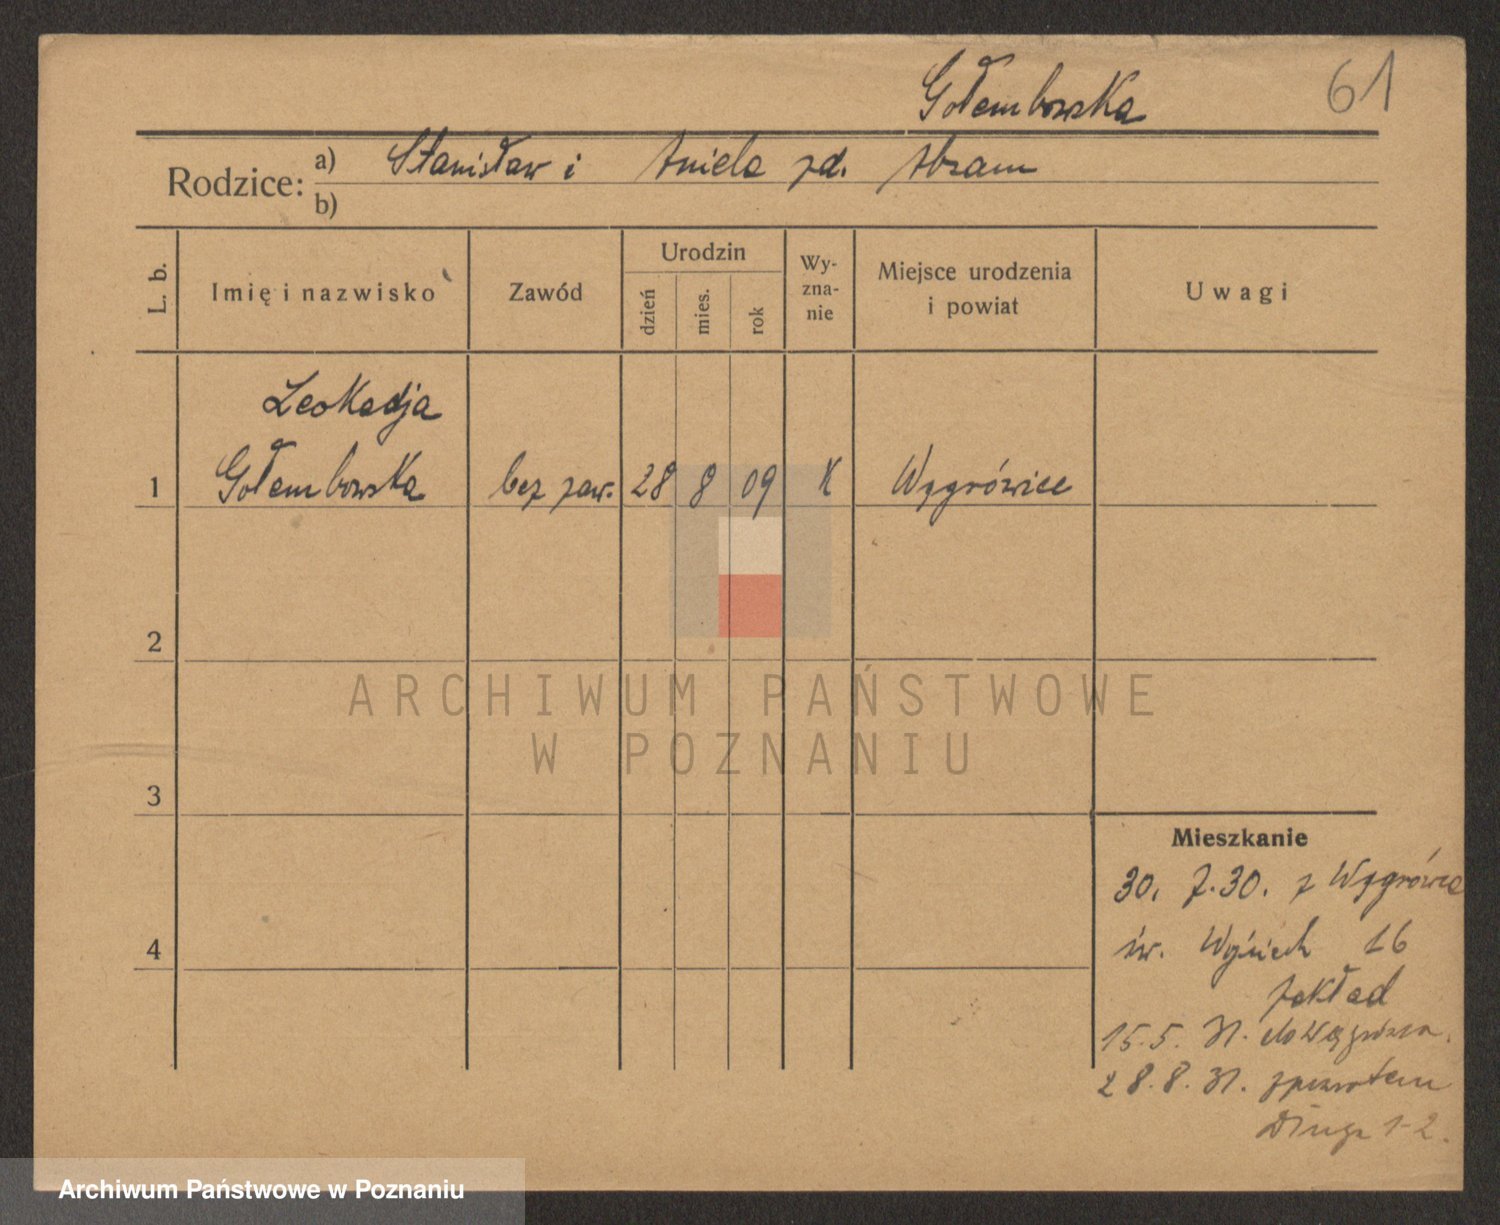 Gołembowska 61
Rodzice: a) Stanisław i Aniela zd. Abram
b)
L. b. Imię i nazwisko Zawód Urodzin dzień mies. rok Wy-zna-nie Miejsce urodzenia i powiat Uwagi
Leokadja
1 Gołembowska bez zaw. 28 8 09 K Wągrówiec
2
ARCHIWUM PAŃSTWOWE
W POZNANIU
3
Mieszkanie
30. 7. 30. z Wągrówca
4 św. Wojciech 16
zakład
15. 5. 31. do Wągrówca.
28. 8. 31. zpowrotem
Długa 1-2.
Archiwum Państwowe w Poznaniu